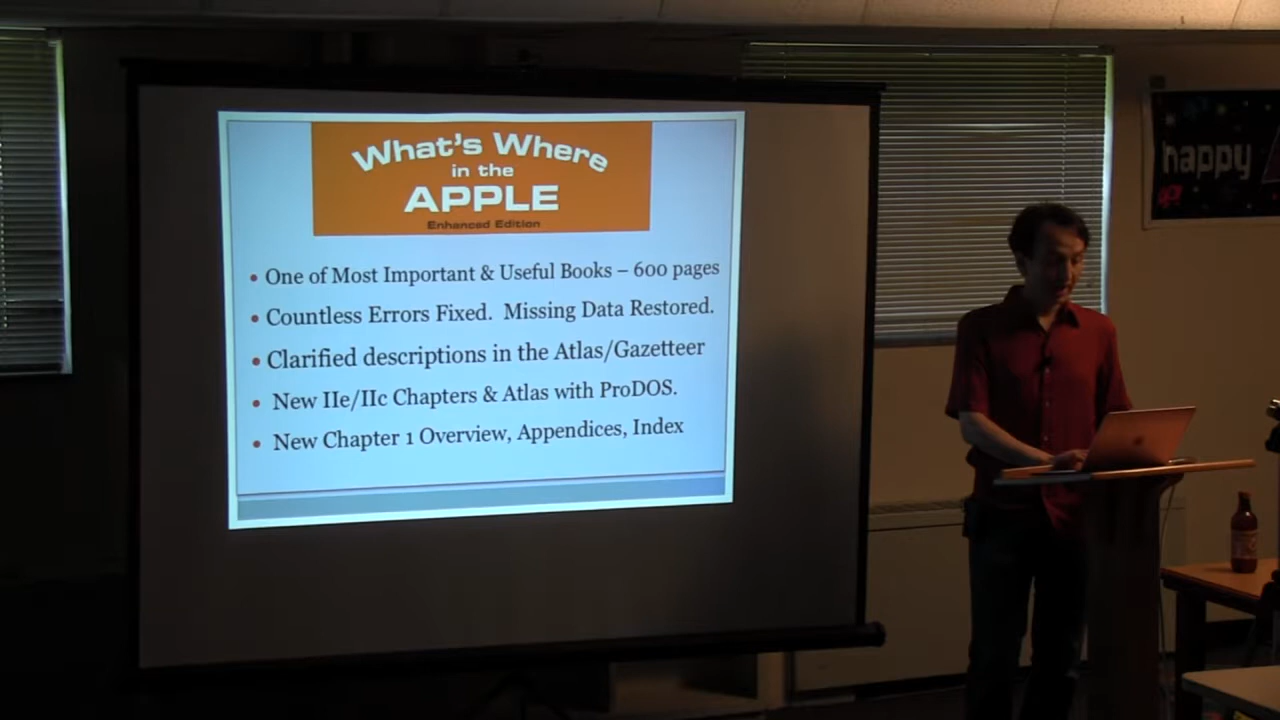 What's Where
in the
APPLE
Enhanced Edition
• One of Most Important & Useful Books – 600 pages
• Countless Errors Fixed.  Missing Data Restored.
• Clarified descriptions in the Atlas/Gazetteer
• New IIe/IIc Chapters & Atlas with ProDOS.
• New Chapter 1 Overview, Appendices, Index
happy